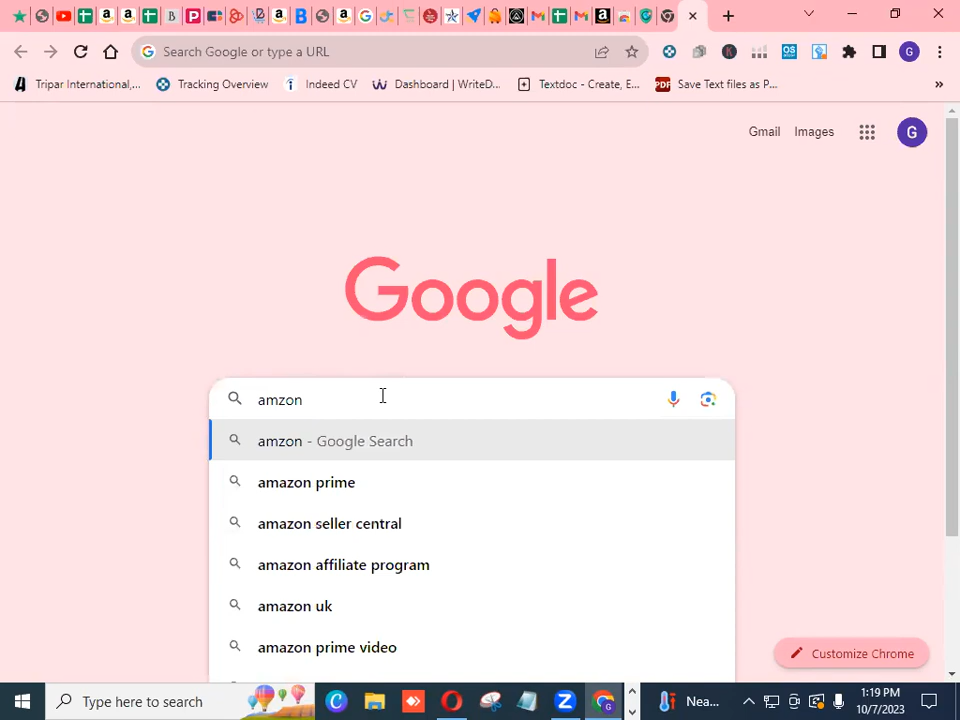 Search Google or type a URL
G
Tripar International,...
Tracking Overview
Indeed CV
Dashboard | WriteD...
Textdoc - Create, E...
PDF
Save Text files as P...
»
Gmail
Images
G
Google
amzon
amzon - Google Search
amazon prime
amazon seller central
amazon affiliate program
amazon uk
amazon prime video
Customize Chrome
Type here to search
Nea...
1:19 PM
10/7/2023